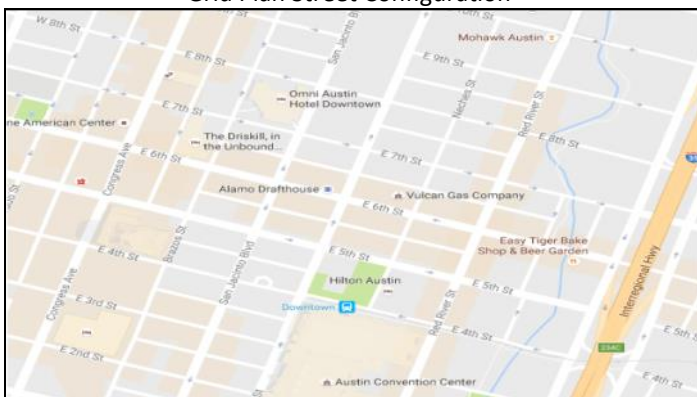 Grid Plan Street Configuration
W 8th St
E 8th St
San Jacinto Blvd
10th St
Mohawk Austin
E 9th St
Neches St
Red River St
Omni Austin
Hotel Downtown
E 7th St
ne American Center
The Driskill, in
the Unbound...
E 8th St
E 7th St
E 6th St
Congress Ave
Alamo Drafthouse
Vulcan Gas Company
E 6th St
Brazos St
E 4th St
San Jacinto Blvd
E 5th St
Easy Tiger Bake
Shop & Beer Garden
Hilton Austin
E 5th St
Interregional Hwy
E 5th St
Downtown
Red River St
E 4th St
Congress Ave
E 3rd St
E 2nd St
234C
Austin Convention Center